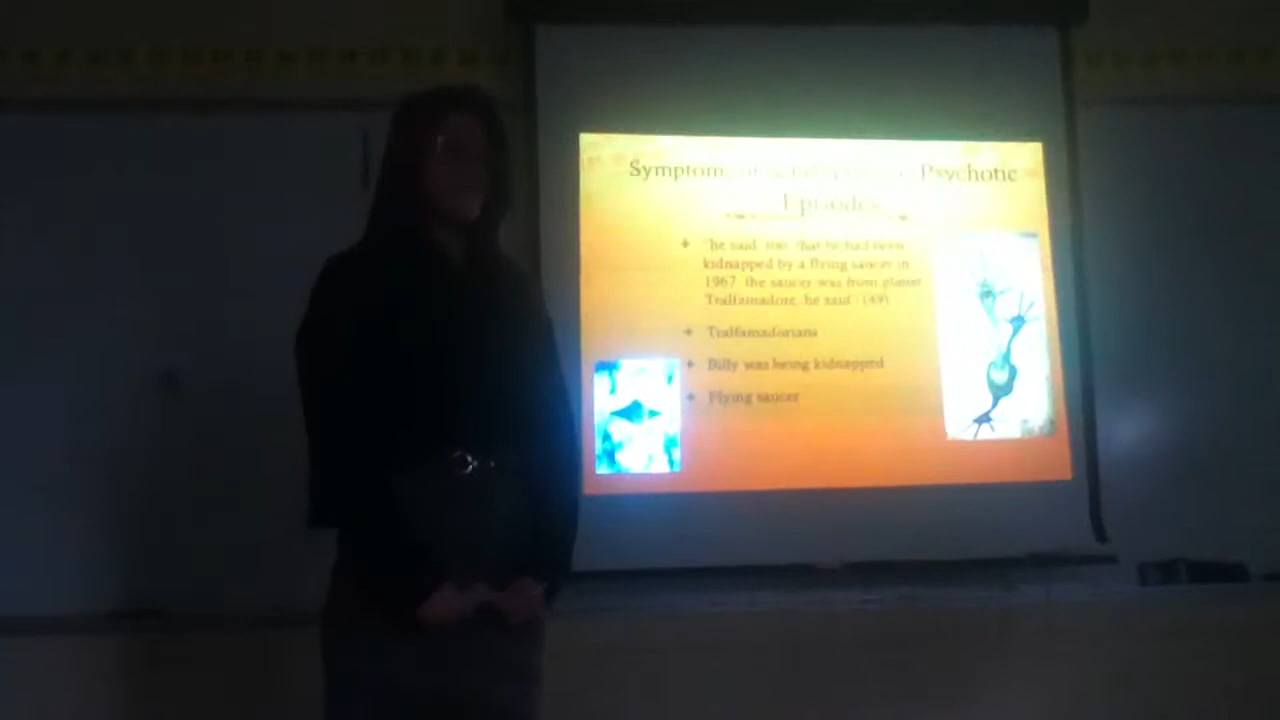 Symptom Psychotic
Episodes
"he said, too, that he had been
kidnapped by a flying saucer in
1967. the saucer was from planet
Tralfamadore, he said" (49)
Tralfamadorians
Billy was being kidnapped
Flying saucer